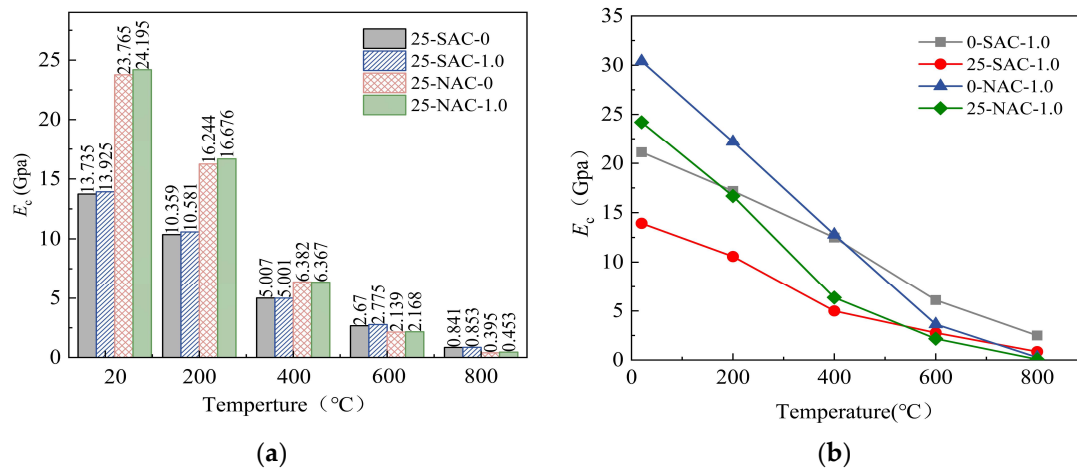 35
25-SAC-0
25-SAC-1.0
25-NAC-0
25-NAC-1.0
25
20
15
10
5
0
Ec (Gpa)
13.735
13.925
23.765
24.195
10.359
10.581
16.244
16.676
5.007
5.001
6.382
6.367
2.67
2.775
2.139
2.168
0.841
0.853
0.395
0.453
20 200 400 600 800
Temperture（℃）
(a)
0-SAC-1.0
25-SAC-1.0
0-NAC-1.0
25-NAC-1.0
30
25
20
15
10
5
0
Ec（Gpa）
0 200 400 600 800
Temperature(℃)
(b)